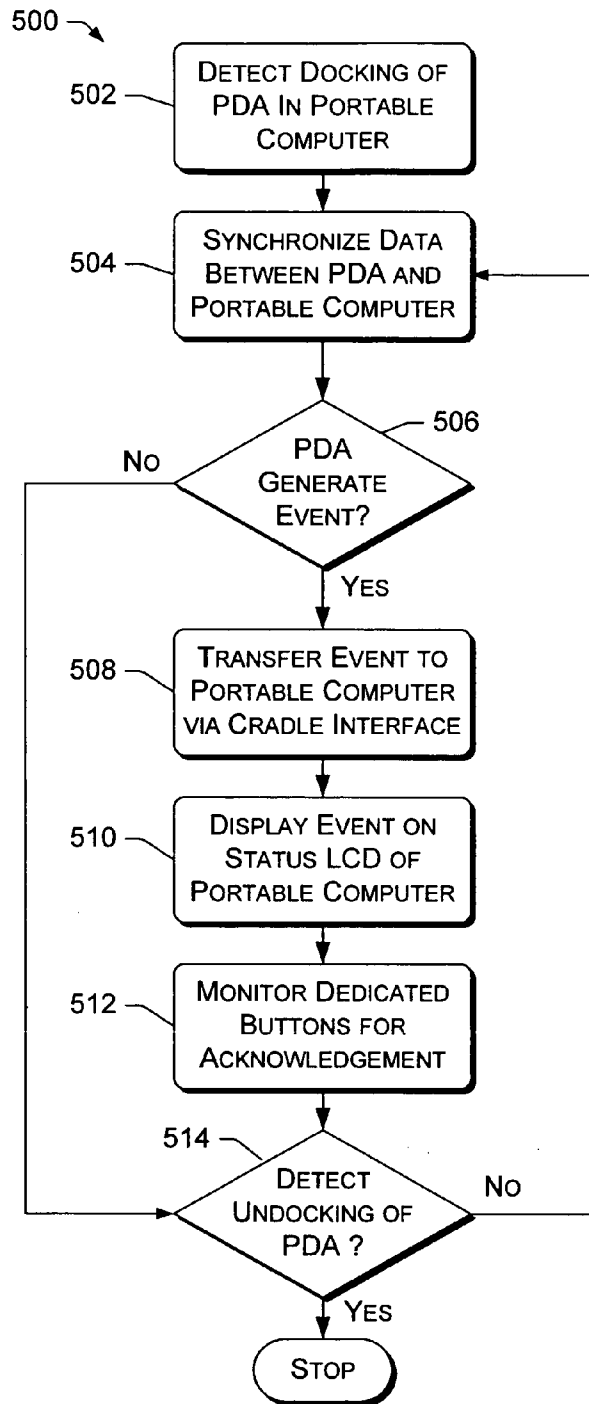 500
502
DETECT DOCKING OF
PDA IN PORTABLE
COMPUTER
504
SYNCHRONIZE DATA
BETWEEN PDA AND
PORTABLE COMPUTER
506
NO
PDA
GENERATE
EVENT?
YES
508
TRANSFER EVENT TO
PORTABLE COMPUTER
VIA CRADLE INTERFACE
510
DISPLAY EVENT ON
STATUS LCD OF
PORTABLE COMPUTER
512
MONITOR DEDICATED
BUTTONS FOR
ACKNOWLEDGEMENT
514
DETECT
UNDOCKING OF
PDA ?
NO
YES
STOP